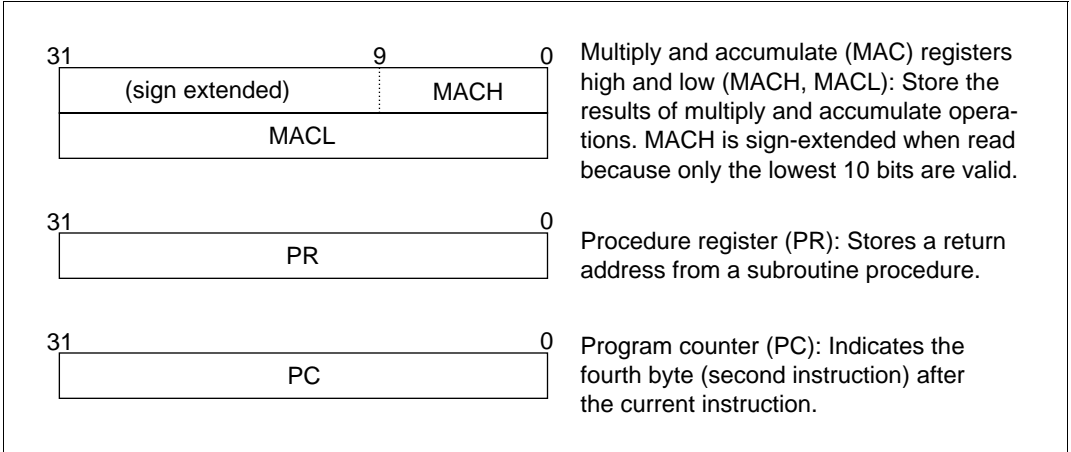 31 9 0
(sign extended) MACH
MACL
Multiply and accumulate (MAC) registers
high and low (MACH, MACL): Store the
results of multiply and accumulate opera-
tions. MACH is sign-extended when read
because only the lowest 10 bits are valid.
31 0
PR
Procedure register (PR): Stores a return
address from a subroutine procedure.
31 0
PC
Program counter (PC): Indicates the
fourth byte (second instruction) after
the current instruction.